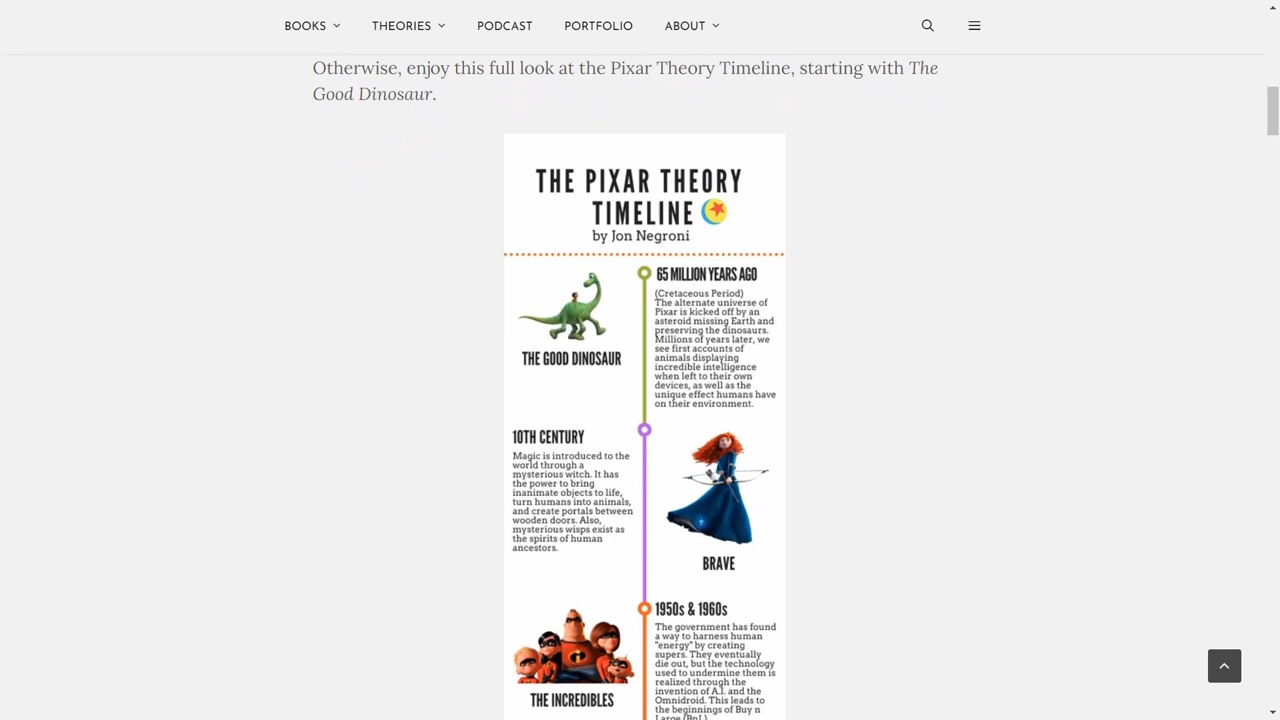 BOOKS THEORIES PODCAST PORTFOLIO ABOUT
Otherwise, enjoy this full look at the Pixar Theory Timeline, starting with The
Good Dinosaur.
THE PIXAR THEORY
TIMELINE
by Jon Negroni
65 MILLION YEARS AGO
(Cretaceous Period)
The alternate universe of
Pixar is kicked off by an
asteroid missing Earth and
preserving the dinosaurs.
Millions of years later, we
see first accounts of
animals displaying
incredible intelligence
when left to their own
devices, as well as the
unique effect humans have
on their environment.
THE GOOD DINOSAUR
10TH CENTURY
Magic is introduced to the
world through a
mysterious witch. It has
the power to bring
inanimate objects to life,
turn humans into animals,
and create portals between
wooden doors. Also,
mysterious wisps exist as
the spirits of human
ancestors.
BRAVE
1950s & 1960s
The government has found
a way to harness human
"energy" by creating
supers. They eventually
die out, but the technology
used to undermine them is
realized through the
invention of A.I. and the
Omnidroid. This leads to
the beginnings of Buy n
Large (BnL)
THE INCREDIBLES